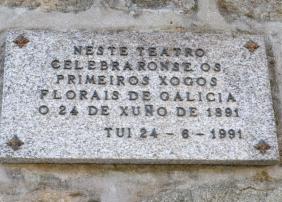 NESTE TEATRO
CELEBRARONSE OS
PRIMEIROS XOGOS
FLORAIS DE GALICIA
O 24 DE XUÑO DE 1891
TUI 24 - 6 - 1991